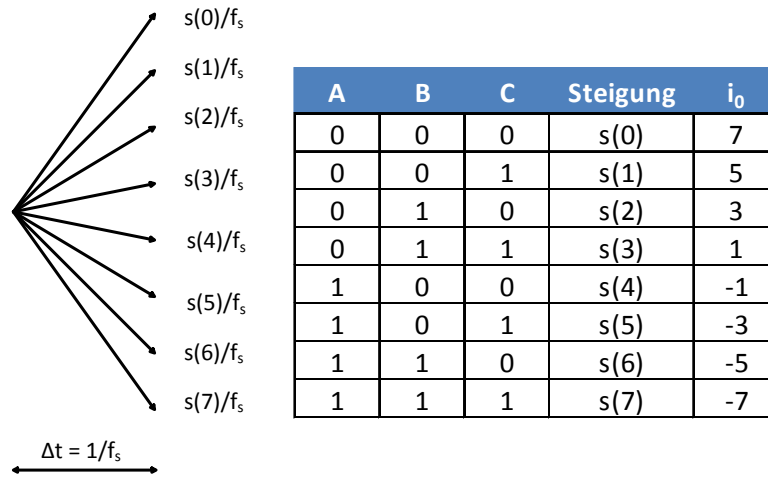 s(0)/fs
s(1)/fs
s(2)/fs
s(3)/fs
s(4)/fs
s(5)/fs
s(6)/fs
s(7)/fs
Δt = 1/fs
A B C Steigung i0
0 0 0 s(0) 7
0 0 1 s(1) 5
0 1 0 s(2) 3
0 1 1 s(3) 1
1 0 0 s(4) -1
1 0 1 s(5) -3
1 1 0 s(6) -5
1 1 1 s(7) -7